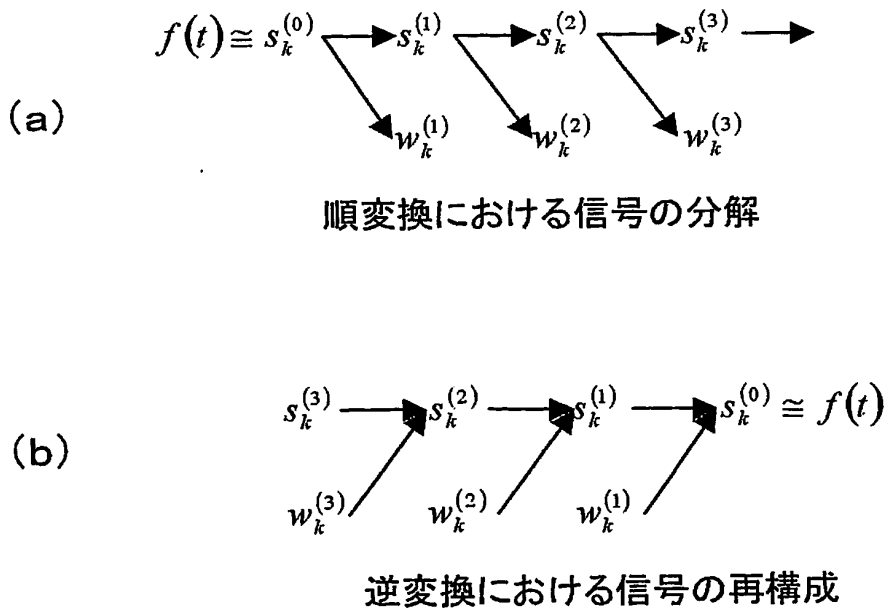 (a)
f(t) ≅ s_k^(0) s_k^(1) s_k^(2) s_k^(3)
w_k^(1) w_k^(2) w_k^(3)
順変換における信号の分解
(b)
s_k^(3) s_k^(2) s_k^(1) s_k^(0) ≅ f(t)
w_k^(3) w_k^(2) w_k^(1)
逆変換における信号の再構成